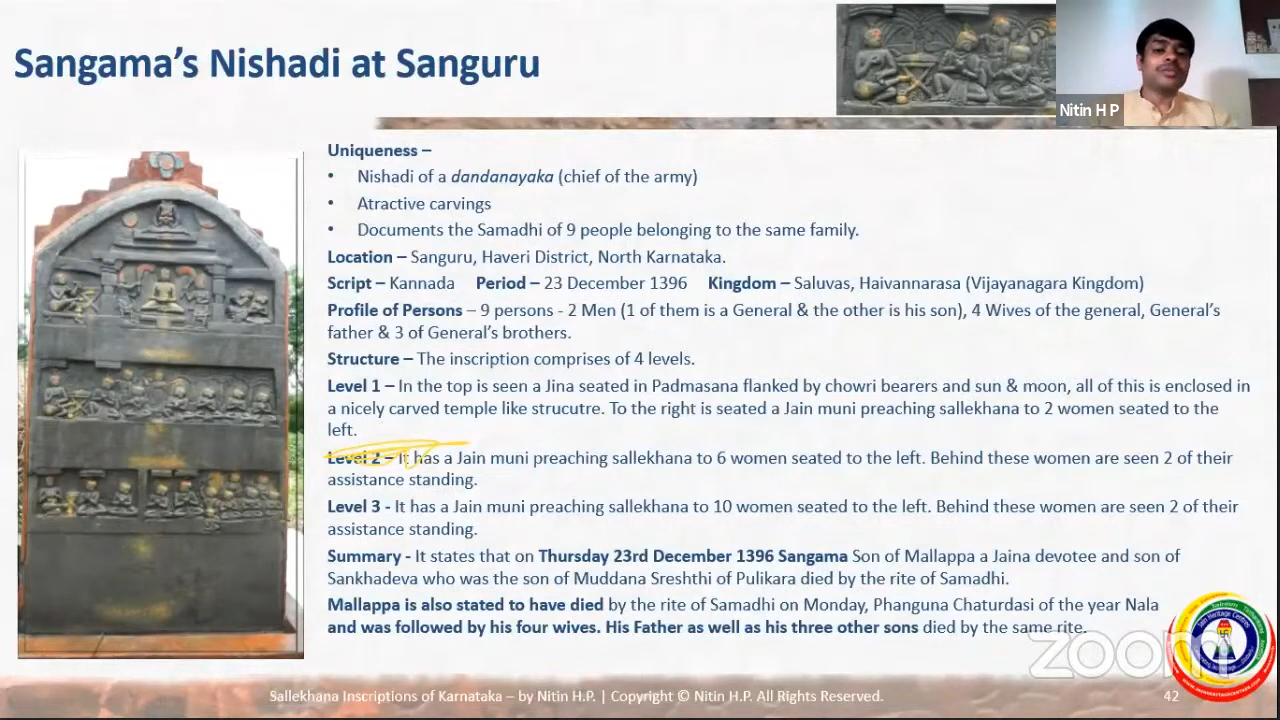 Sangama's Nishadi at Sanguru
Nitin H P
Uniqueness –
• Nishadi of a dandanayaka (chief of the army)
• Atractive carvings
• Documents the Samadhi of 9 people belonging to the same family.
Location – Sanguru, Haveri District, North Karnataka.
Script – Kannada Period – 23 December 1396 Kingdom – Saluvas, Haivannarasa (Vijayanagara Kingdom)
Profile of Persons – 9 persons - 2 Men (1 of them is a General & the other is his son), 4 Wives of the general, General's
father & 3 of General's brothers.
Structure – The inscription comprises of 4 levels.
Level 1 – In the top is seen a Jina seated in Padmasana flanked by chowri bearers and sun & moon, all of this is enclosed in
a nicely carved temple like strucutre. To the right is seated a Jain muni preaching sallekhana to 2 women seated to the
left.
Level 2 – It has a Jain muni preaching sallekhana to 6 women seated to the left. Behind these women are seen 2 of their
assistance standing.
Level 3 - It has a Jain muni preaching sallekhana to 10 women seated to the left. Behind these women are seen 2 of their
assistance standing.
Summary - It states that on Thursday 23rd December 1396 Sangama Son of Mallappa a Jaina devotee and son of
Sankhadeva who was the son of Muddana Sreshthi of Pulikara died by the rite of Samadhi.
Mallappa is also stated to have died by the rite of Samadhi on Monday, Phanguna Chaturdasi of the year Nala
and was followed by his four wives. His Father as well as his three other sons died by the same rite.
zoom
Sallekhana Inscriptions of Karnataka – by Nitin H.P. | Copyright © Nitin H.P. All Rights Reserved.
42